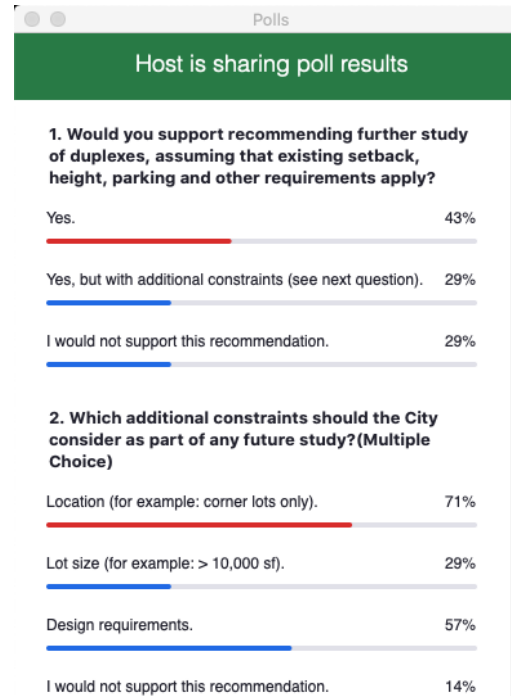 Polls
Host is sharing poll results
1. Would you support recommending further study
of duplexes, assuming that existing setback,
height, parking and other requirements apply?
Yes. 43%
Yes, but with additional constraints (see next question). 29%
I would not support this recommendation. 29%
2. Which additional constraints should the City
consider as part of any future study?(Multiple
Choice)
Location (for example: corner lots only). 71%
Lot size (for example: > 10,000 sf). 29%
Design requirements. 57%
I would not support this recommendation. 14%